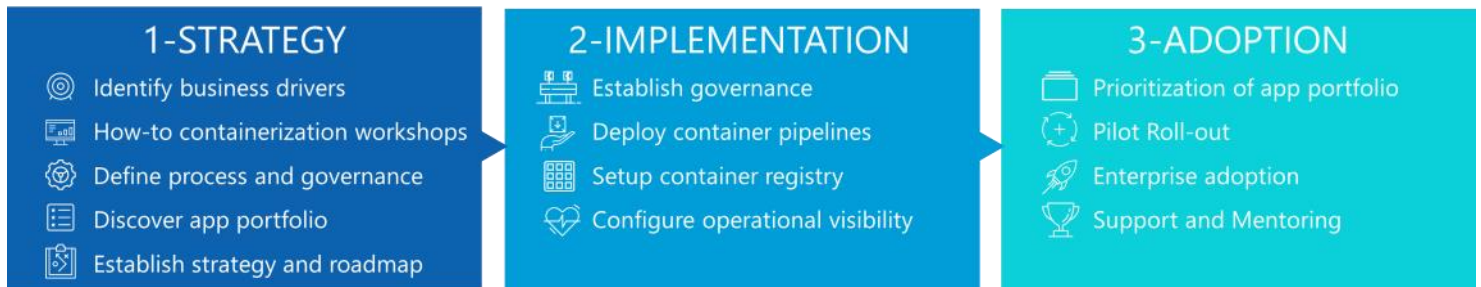 1-STRATEGY
Identify business drivers
How-to containerization workshops
Define process and governance
Discover app portfolio
Establish strategy and roadmap
2-IMPLEMENTATION
Establish governance
Deploy container pipelines
Setup container registry
Configure operational visibility
3-ADOPTION
Prioritization of app portfolio
Pilot Roll-out
Enterprise adoption
Support and Mentoring